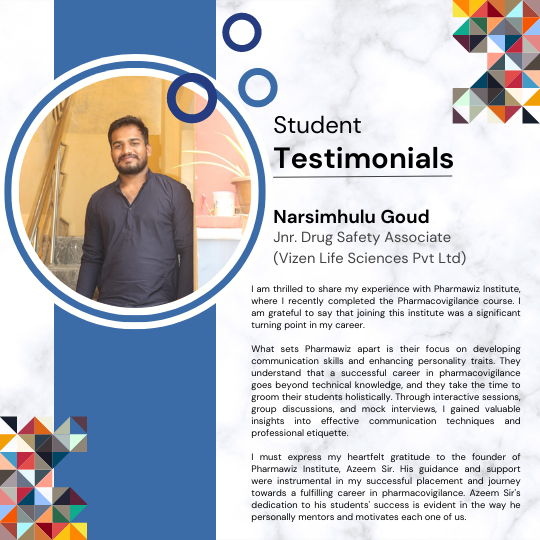 Student
Testimonials
Narsimhulu Goud
Jnr. Drug Safety Associate
(Vizen Life Sciences Pvt Ltd)
I am thrilled to share my experience with Pharmawiz Institute,
where I recently completed the Pharmacovigilance course. I
am grateful to say that joining this institute was a significant
turning point in my career.
What sets Pharmawiz apart is their focus on developing
communication skills and enhancing personality traits. They
understand that a successful career in pharmacovigilance
goes beyond technical knowledge, and they take the time to
groom their students holistically. Through interactive sessions,
group discussions, and mock interviews, I gained valuable
insights into effective communication techniques and
professional etiquette.
I must express my heartfelt gratitude to the founder of
Pharmawiz Institute, Azeem Sir. His guidance and support
were instrumental in my successful placement and journey
towards a fulfilling career in pharmacovigilance. Azeem Sir's
dedication to his students' success is evident in the way he
personally mentors and motivates each one of us.